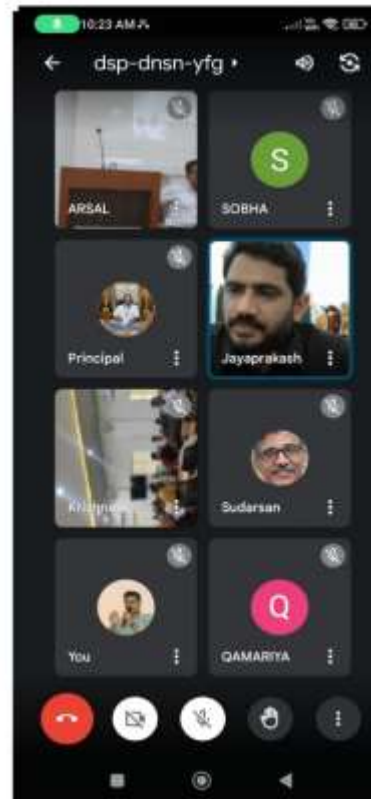 10:23 AM
dsp-dnsn-yfg
ARSAL
S
SOBHA
Principal
Jayaprakash
Sudarsan
You
Q
QAMARIYA